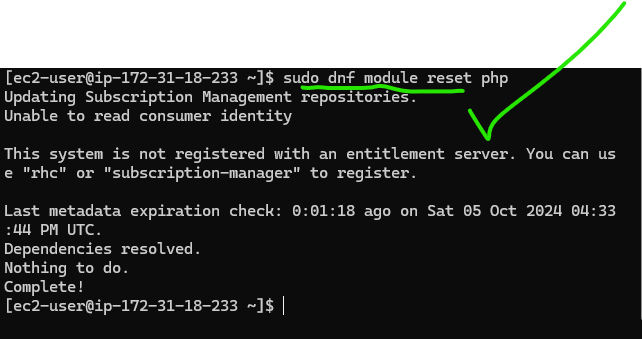 [ec2-user@ip-172-31-18-233 ~]$ sudo dnf module reset php
Updating Subscription Management repositories.
Unable to read consumer identity
This system is not registered with an entitlement server. You can us
e "rhc" or "subscription-manager" to register.
Last metadata expiration check: 0:01:18 ago on Sat 05 Oct 2024 04:33
:44 PM UTC.
Dependencies resolved.
Nothing to do.
Complete!
[ec2-user@ip-172-31-18-233 ~]$